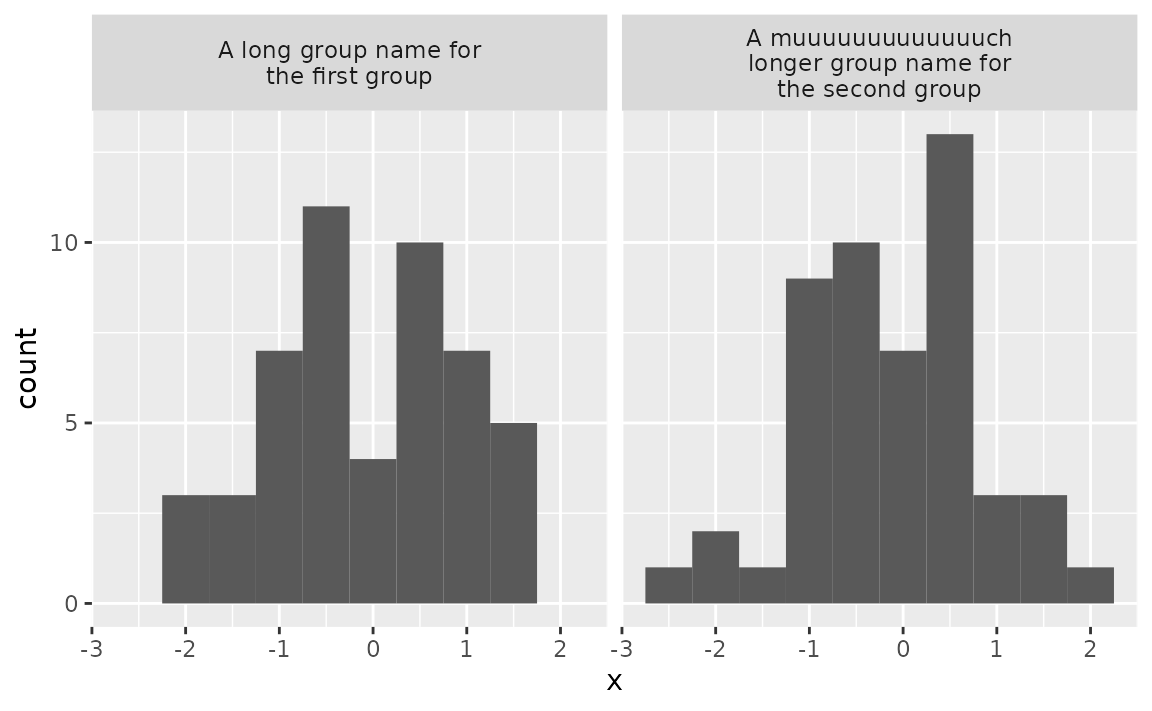 A long group name for
the first group
A muuuuuuuuuuuuuch
longer group name for
the second group
10
5
0
count
-3 -2 -1 0 1 2
-3 -2 -1 0 1 2
x